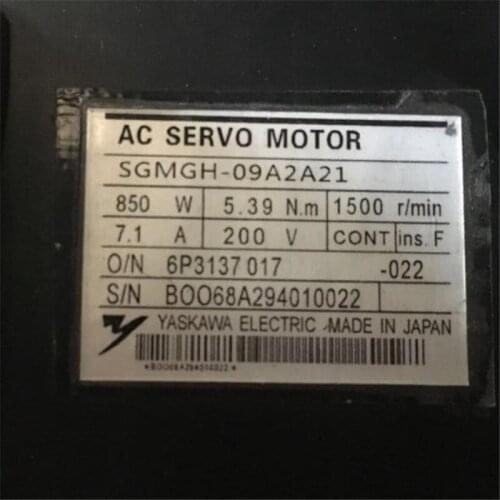 AC SERVO MOTOR
SGMGH-09A2A21
850 W 5.39 N.m 1500 r/min
7.1 A 200 V CONT ins. F
O/N 6P3137 017 -022
S/N BOO68A294010022
YASKAWA ELECTRIC MADE IN JAPAN
*BOO68A294010022*